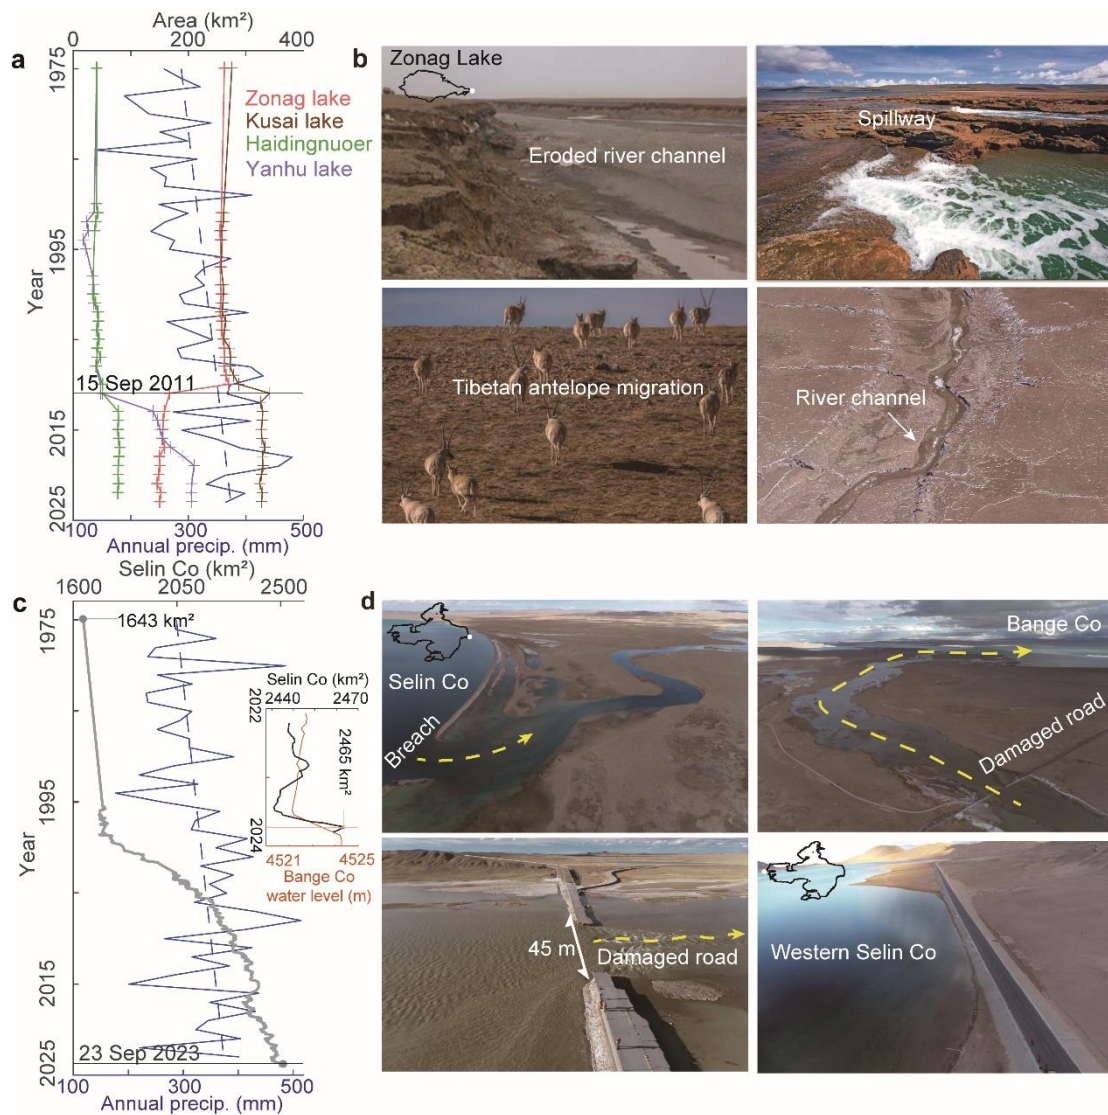 a
Area (km²)
0 200 400
1975
1995
2015
2025
Year
Zonag lake
Kusai lake
Haidingnuoer
Yanhu lake
15 Sep 2011
100 300 500
Annual precip. (mm)
b
Zonag Lake
Eroded river channel
Spillway
Tibetan antelope migration
River channel
c
Selin Co (km²)
1600 2050 2500
1975
1995
2015
2025
Year
1643 km²
Selin Co (km²)
2440 2470
2022
2024
2465 km²
4521 4525
Bange Co
water level (m)
23 Sep 2023
100 300 500
Annual precip. (mm)
d
Selin Co
Breach
Bange Co
Damaged road
45 m
Damaged road
Western Selin Co